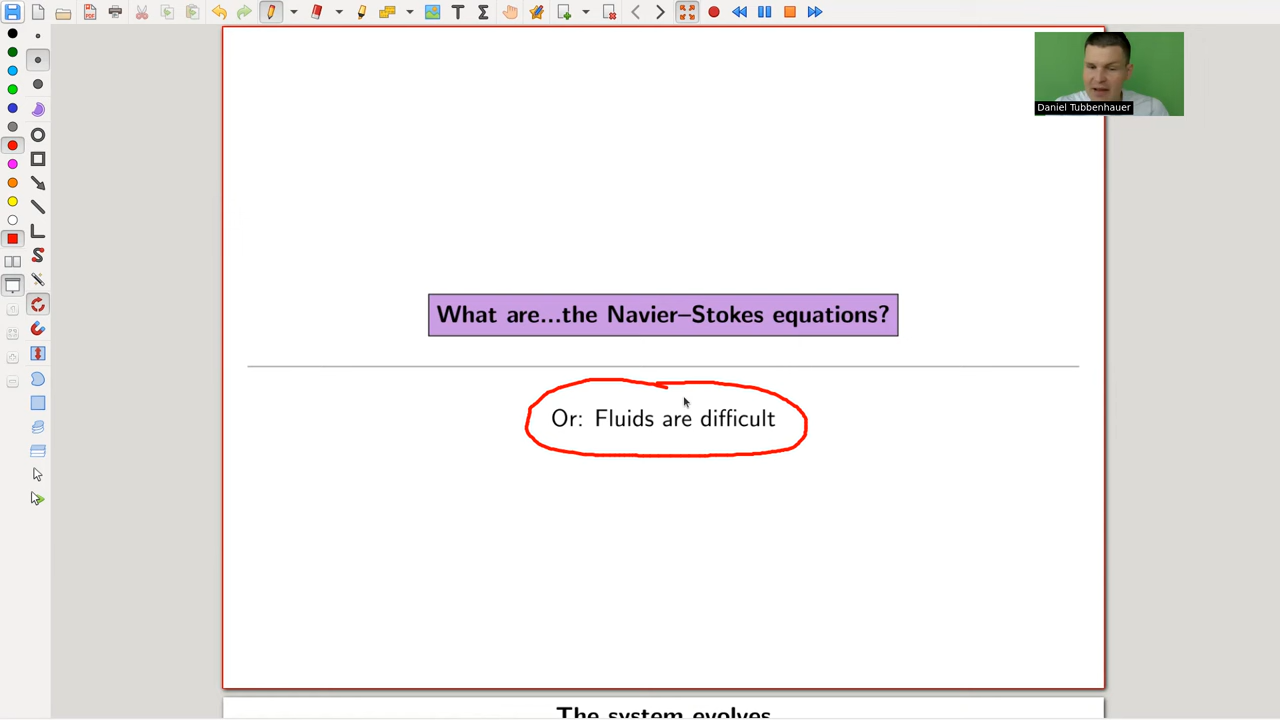 Daniel Tubbenhauer
What are...the Navier–Stokes equations?
Or: Fluids are difficult
The system evolves